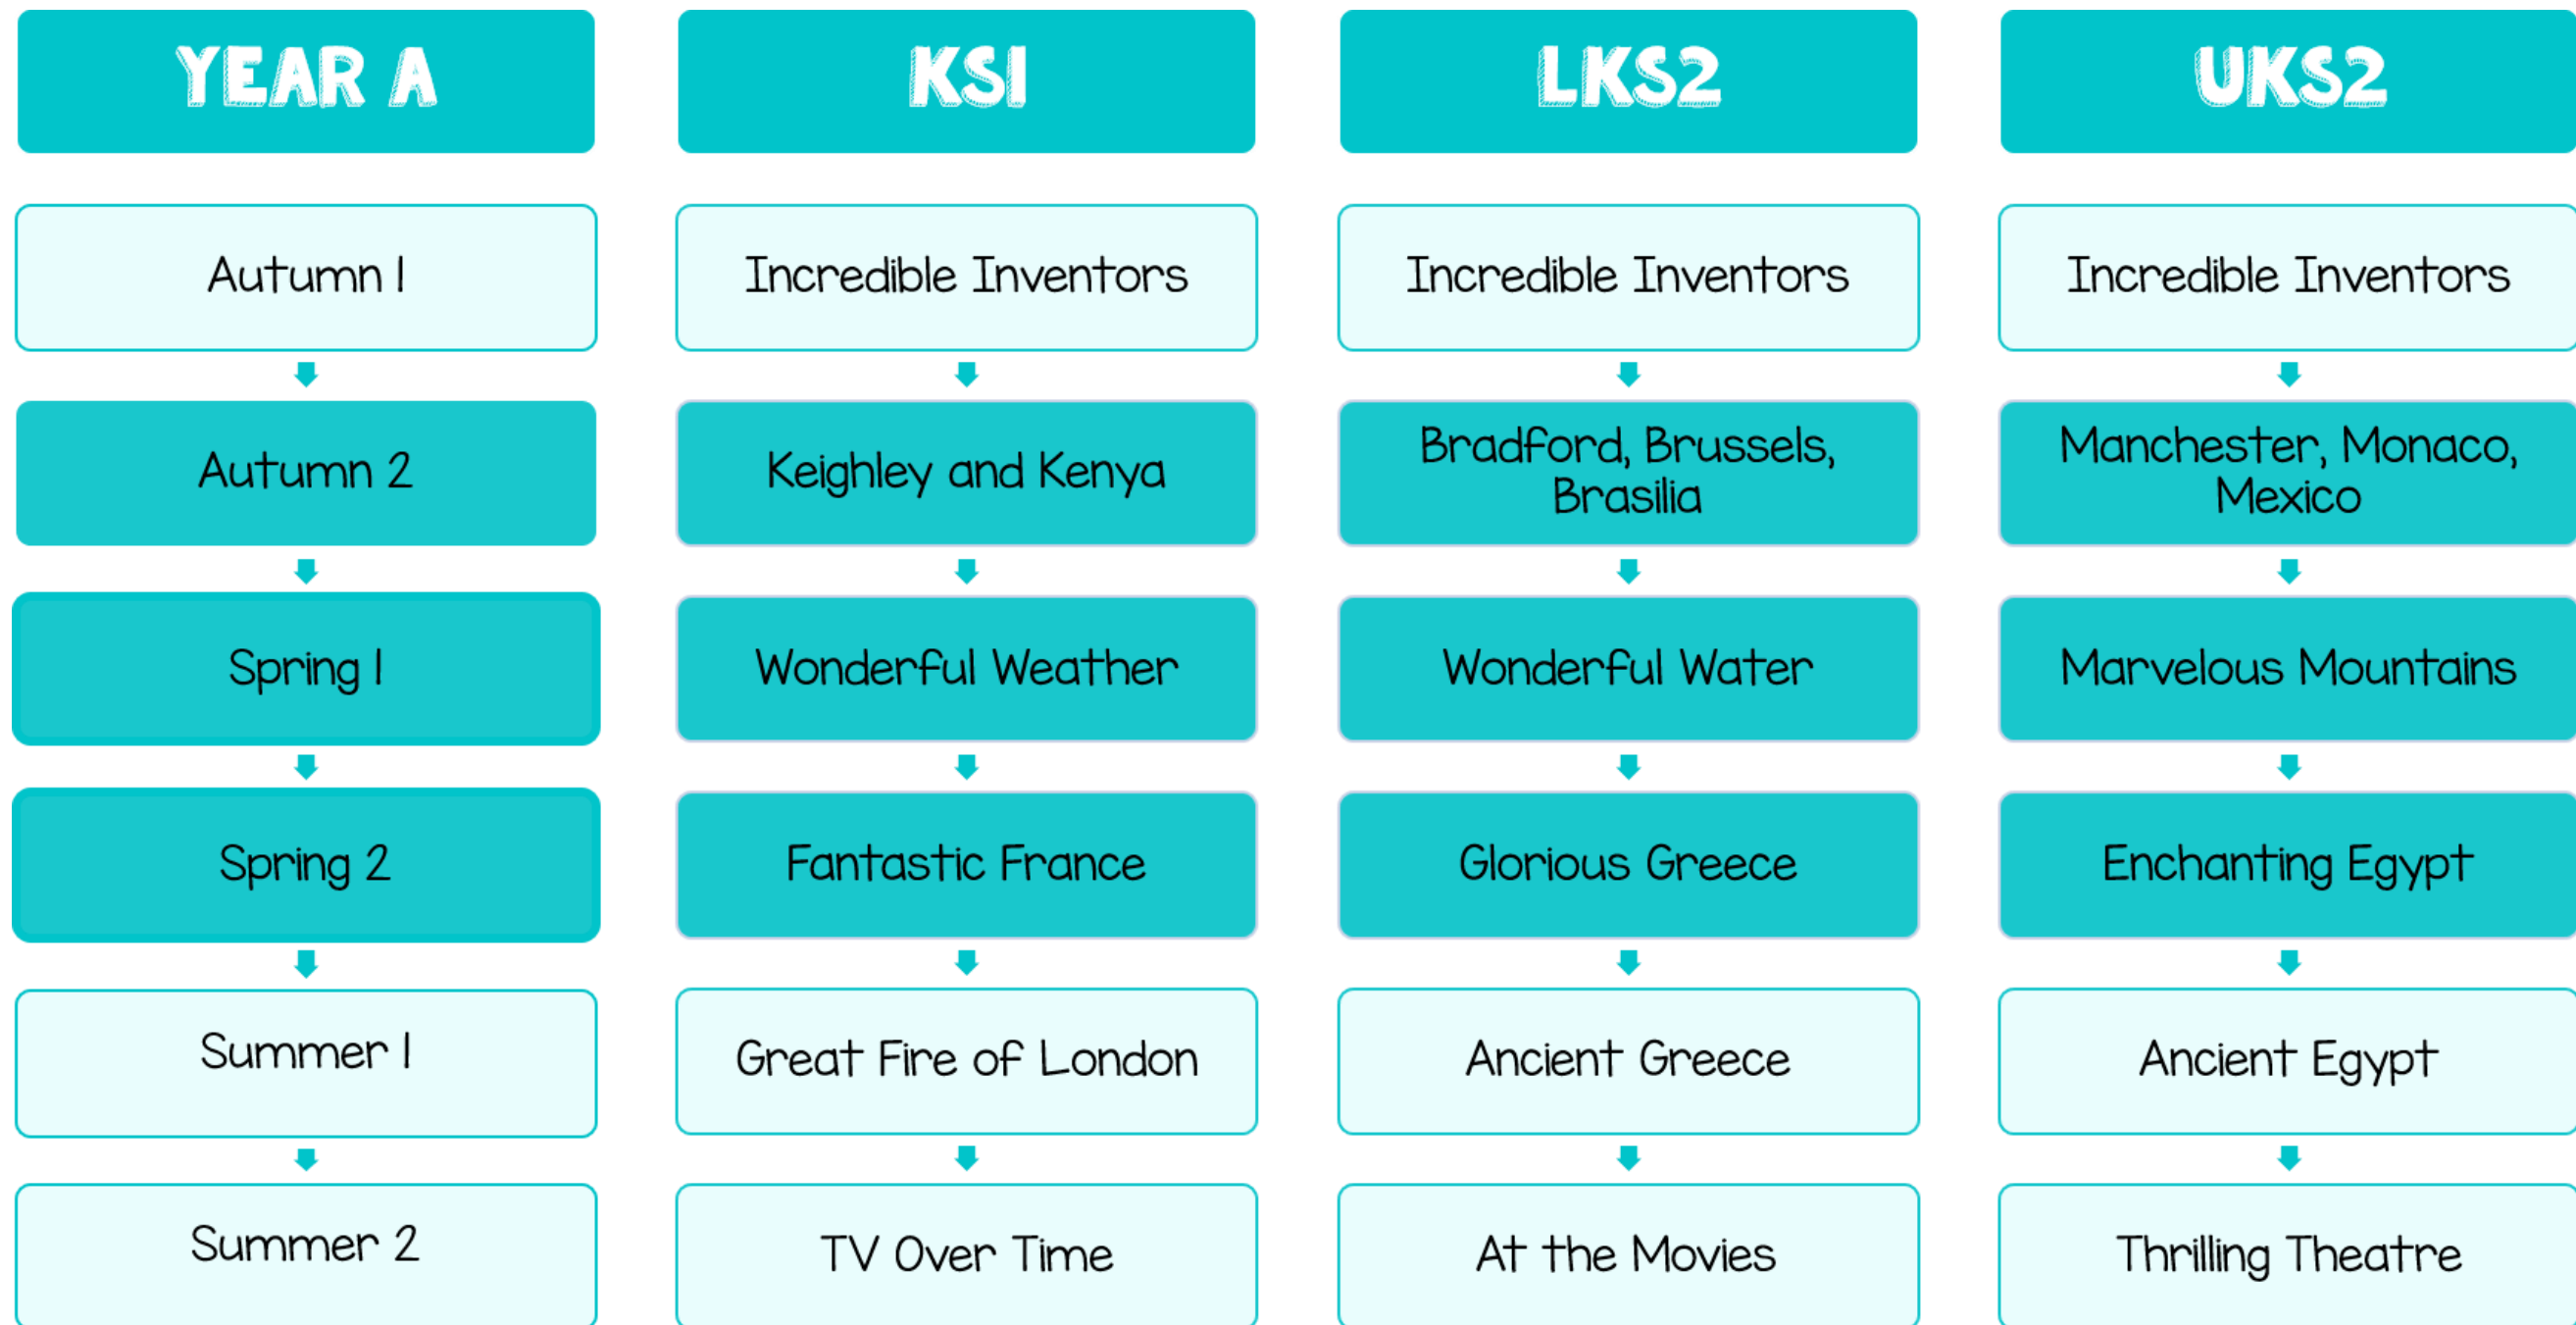 YEAR A
KS1
LKS2
UKS2
Autumn 1
Incredible Inventors
Incredible Inventors
Incredible Inventors
Autumn 2
Keighley and Kenya
Bradford, Brussels,
Brasilia
Manchester, Monaco,
Mexico
Spring 1
Wonderful Weather
Wonderful Water
Marvelous Mountains
Spring 2
Fantastic France
Glorious Greece
Enchanting Egypt
Summer 1
Great Fire of London
Ancient Greece
Ancient Egypt
Summer 2
TV Over Time
At the Movies
Thrilling Theatre